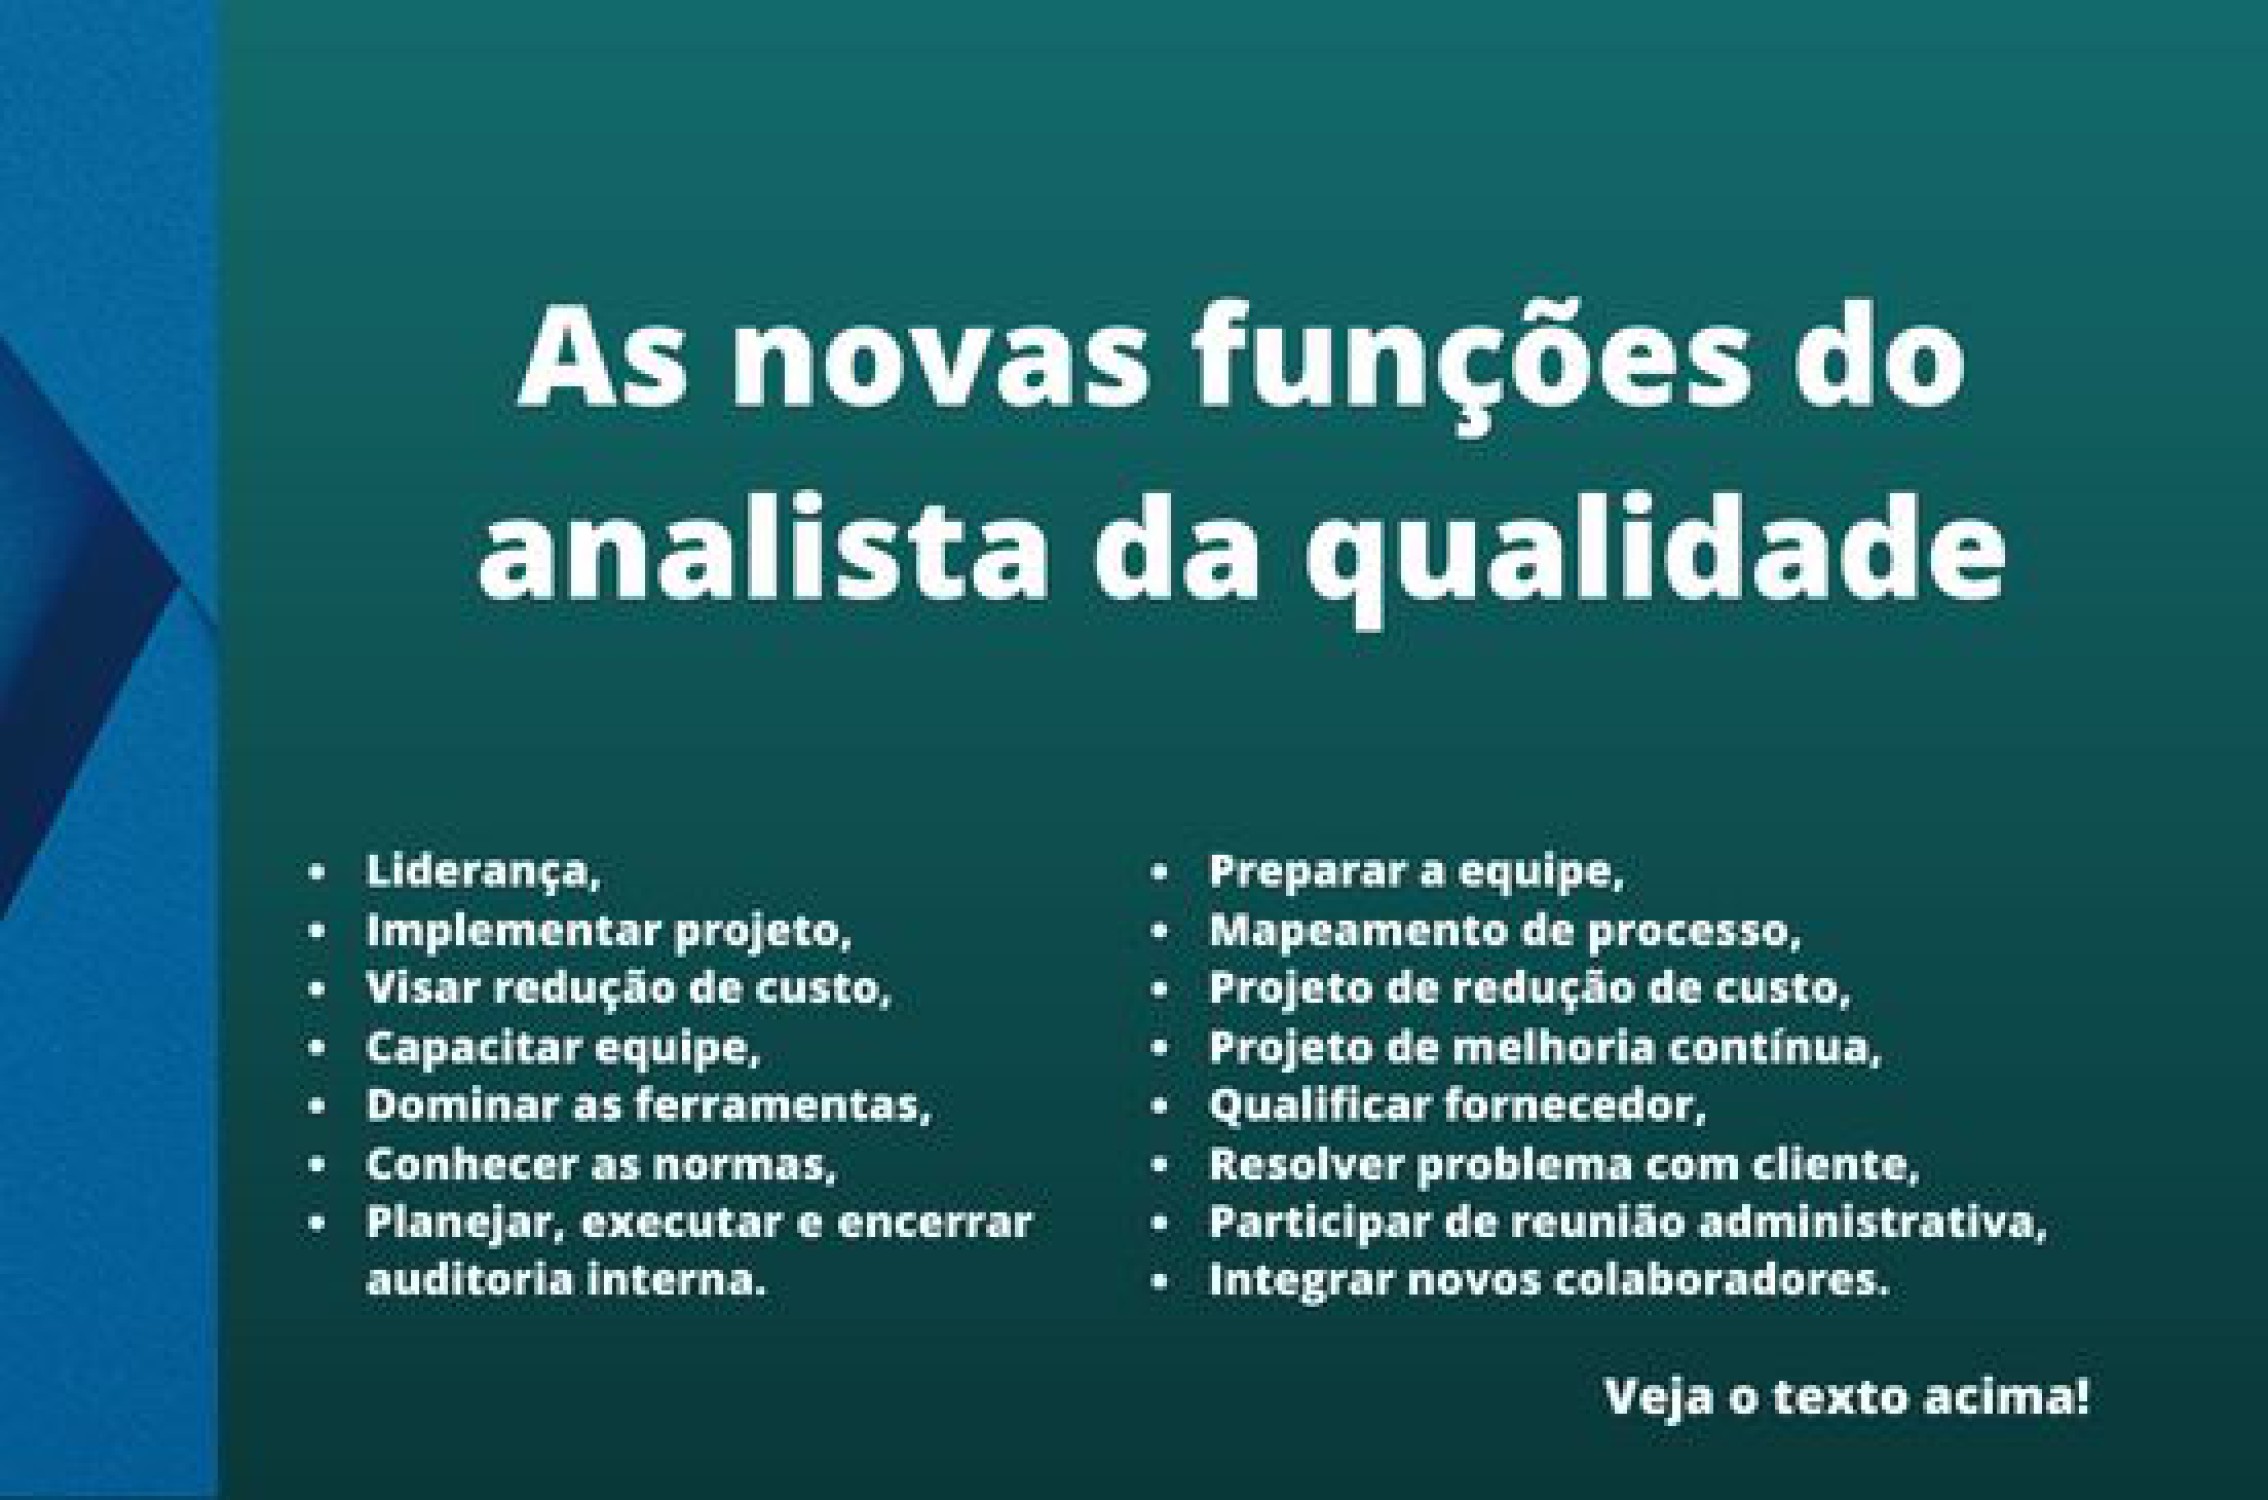 As novas funções do
analista da qualidade
• Liderança,
• Implementar projeto,
• Visar redução de custo,
• Capacitar equipe,
• Dominar as ferramentas,
• Conhecer as normas,
• Planejar, executar e encerrar
auditoria interna.
• Preparar a equipe,
• Mapeamento de processo,
• Projeto de redução de custo,
• Projeto de melhoria contínua,
• Qualificar fornecedor,
• Resolver problema com cliente,
• Participar de reunião administrativa,
• Integrar novos colaboradores.
Veja o texto acima!